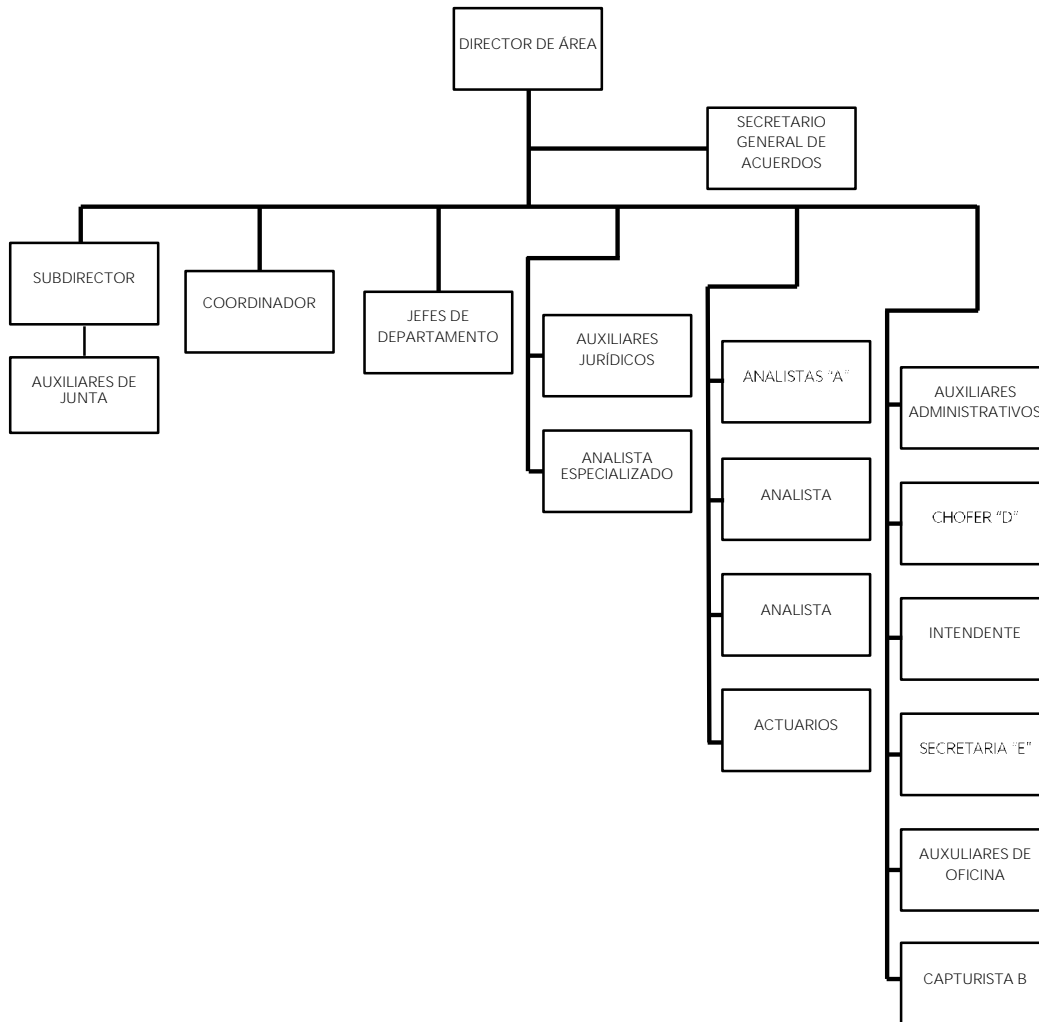 DIRECTOR DE ÁREA
SECRETARIO
GENERAL DE
ACUERDOS
SUBDIRECTOR
COORDINADOR
JEFES DE
DEPARTAMENTO
AUXILIARES DE
JUNTA
AUXILIARES
JURÍDICOS
ANALISTA
ESPECIALIZADO
ANALISTAS "A"
ANALISTA
ANALISTA
ACTUARIOS
AUXILIARES
ADMINISTRATIVOS
CHOFER "D"
INTENDENTE
SECRETARIA "E"
AUXULIARES DE
OFICINA
CAPTURISTA B